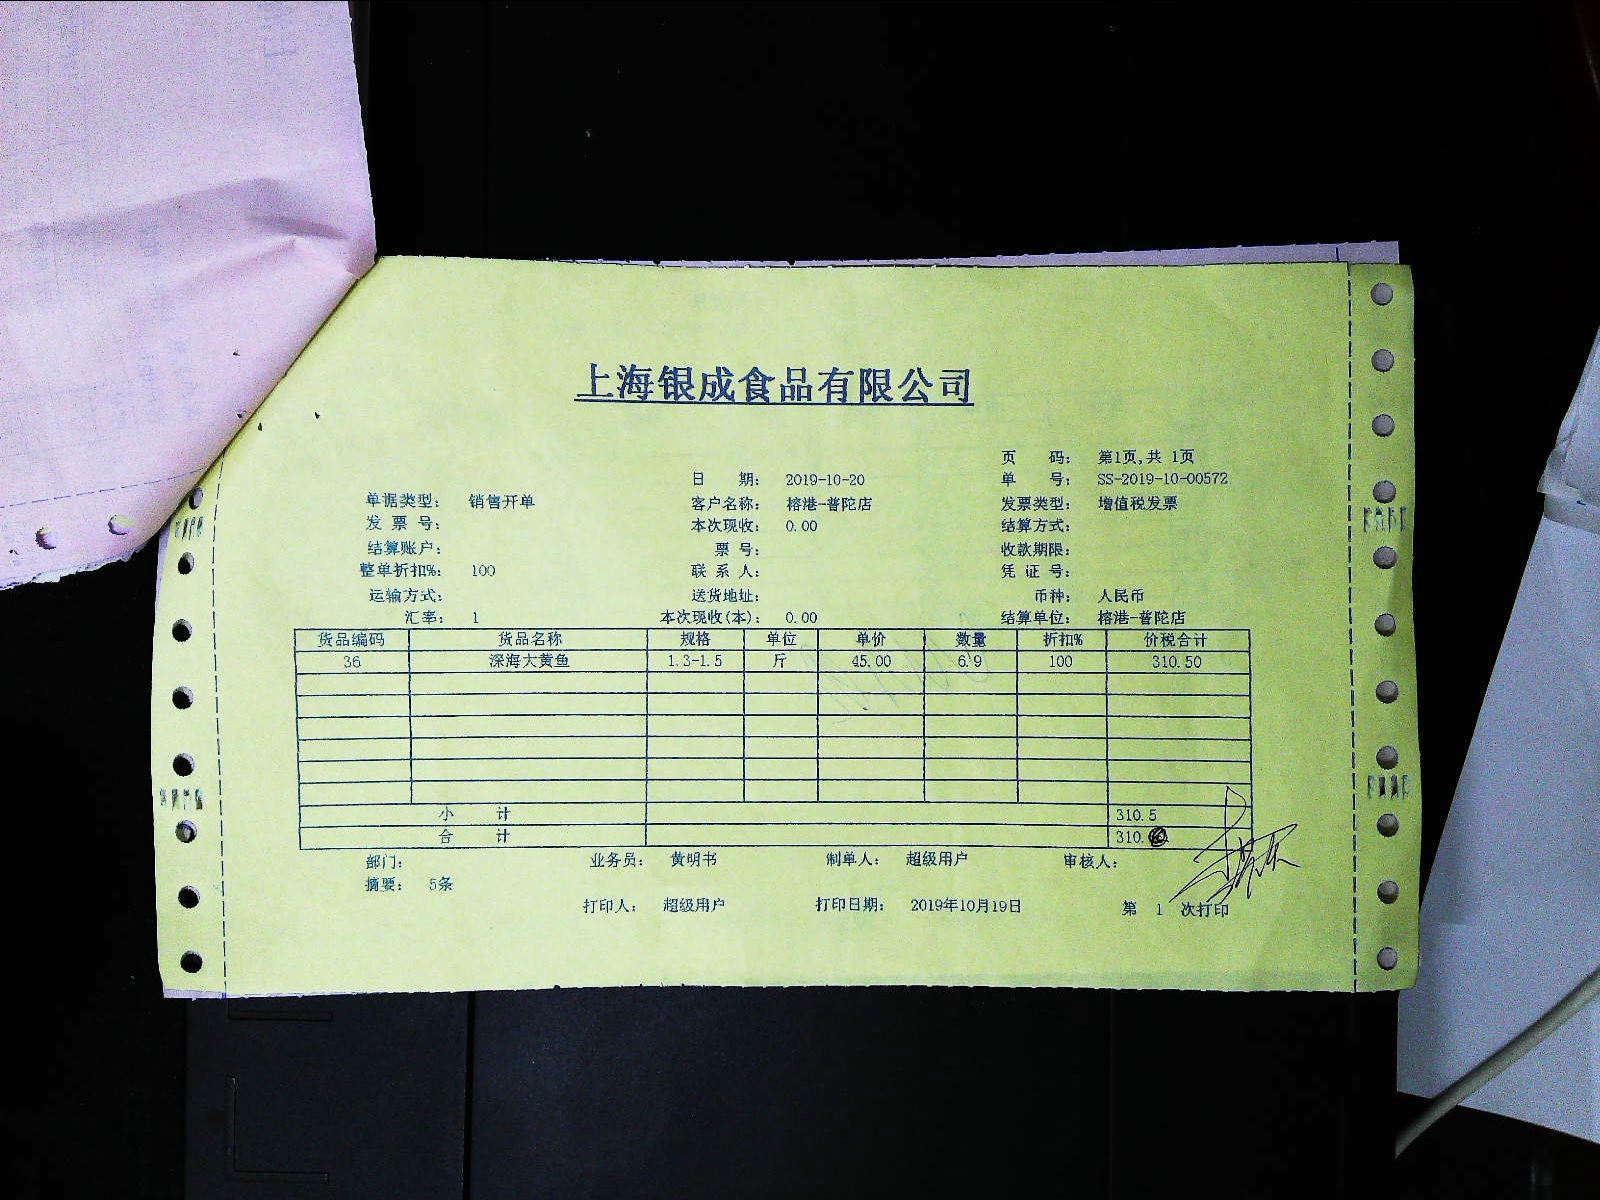 上海银成食品有限公司
页 码: 第1页,共 1页
日 期: 2019-10-20 单 号: SS-2019-10-00572
单据类型: 销售开单 客户名称: 榕港-普陀店 发票类型: 增值税发票
发 票 号: 本次现收: 0.00 结算方式:
结算账户: 票 号: 收款期限:
整单折扣%: 100 联 系 人: 凭 证 号:
运输方式: 送货地址: 币种: 人民币
汇率: 1 本次现收(本): 0.00 结算单位: 榕港-普陀店
货品编码 货品名称 规格 单位 单价 数量 折扣% 价税合计
36 深海大黄鱼 1.3-1.5 斤 45.00 6.9 100 310.50
小 计 310.5
合 计 310.
部门: 业务员: 黄明书 制单人: 超级用户 审核人:
摘要: 5条
打印人: 超级用户 打印日期: 2019年10月19日 第 1 次打印